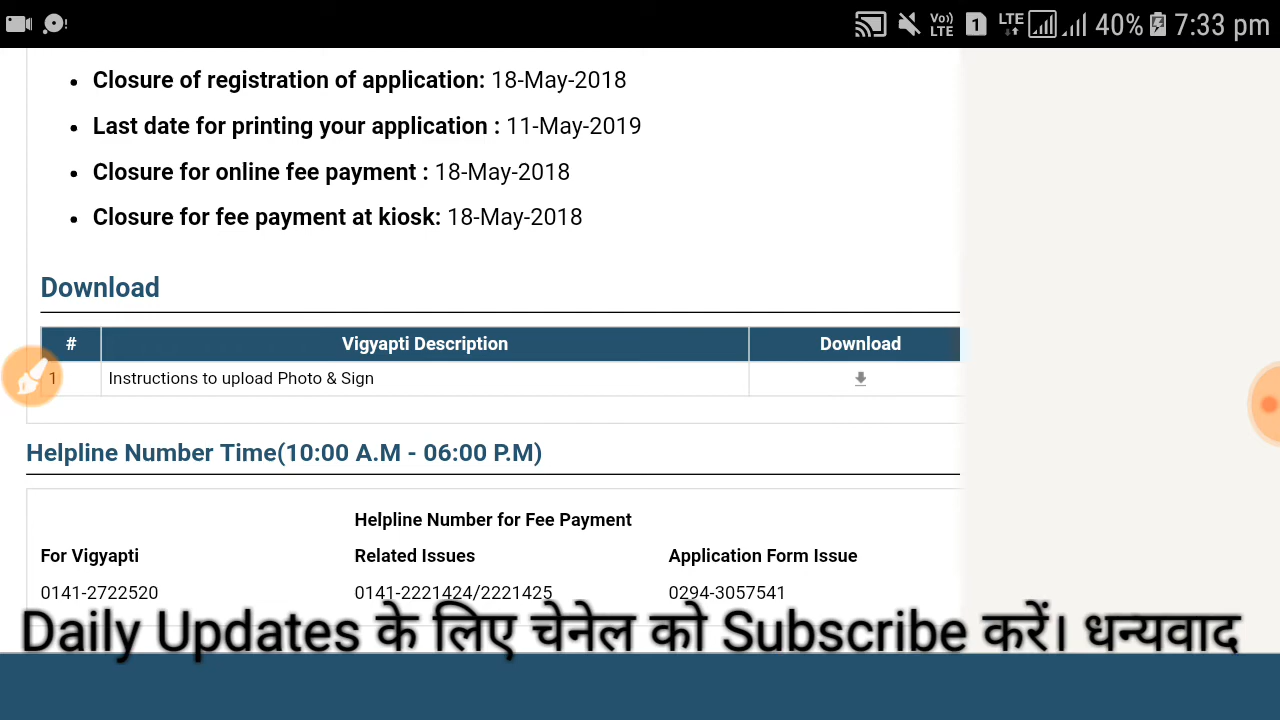 Vo)) LTE 1 LTE 40% 7:33 pm
Closure of registration of application: 18-May-2018
Last date for printing your application : 11-May-2019
Closure for online fee payment : 18-May-2018
Closure for fee payment at kiosk: 18-May-2018
Download
# Vigyapti Description Download
1 Instructions to upload Photo & Sign
Helpline Number Time(10:00 A.M - 06:00 P.M)
Helpline Number for Fee Payment
For Vigyapti Related Issues Application Form Issue
0141-2722520 0141-2221424/2221425 0294-3057541
Daily Updates के लिए चेनेल को Subscribe करें। धन्यवाद